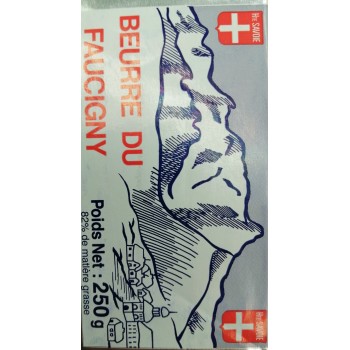 Hte SAVOIE
BEURRE DU
FAUCIGNY
Poids Net : 250 g
82% de matière grasse
Hte SAVOIE